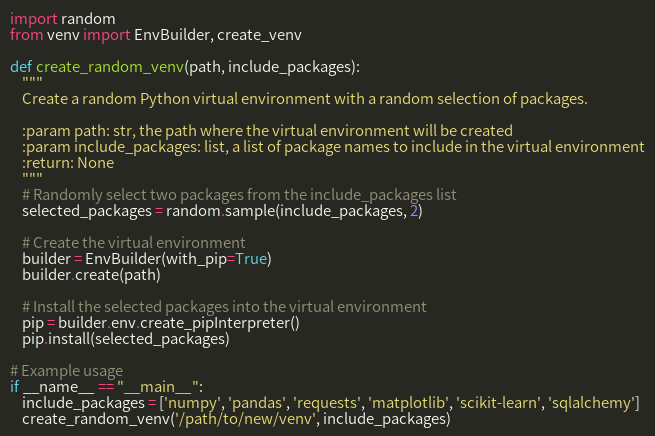 import random
from venv import EnvBuilder, create_venv
def create_random_venv(path, include_packages):
"""
Create a random Python virtual environment with a random selection of packages.
:param path: str, the path where the virtual environment will be created
:param include_packages: list, a list of package names to include in the virtual environment
:return: None
"""
# Randomly select two packages from the include_packages list
selected_packages = random.sample(include_packages, 2)
# Create the virtual environment
builder = EnvBuilder(with_pip=True)
builder.create(path)
# Install the selected packages into the virtual environment
pip = builder.env.create_pipInterpreter()
pip.install(selected_packages)
# Example usage
if __name__ == "__main__":
include_packages = ['numpy', 'pandas', 'requests', 'matplotlib', 'scikit-learn', 'sqlalchemy']
create_random_venv('/path/to/new/venv', include_packages)